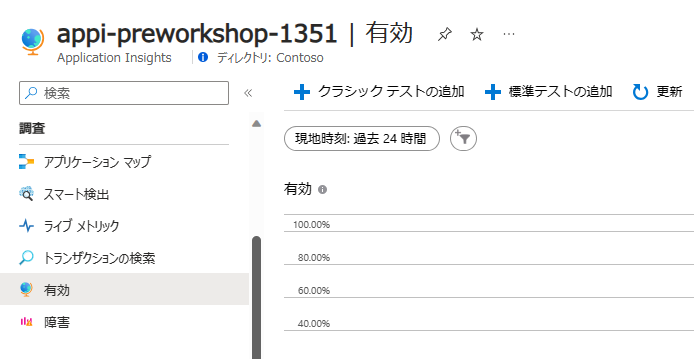 appi-preworkshop-1351 | 有効
Application Insights
ディレクトリ: Contoso
検索
クラシック テストの追加
標準テストの追加
更新
調査
アプリケーション マップ
スマート検出
ライブ メトリック
トランザクションの検索
有効
障害
現地時刻: 過去 24 時間
有効
100.00%
80.00%
60.00%
40.00%